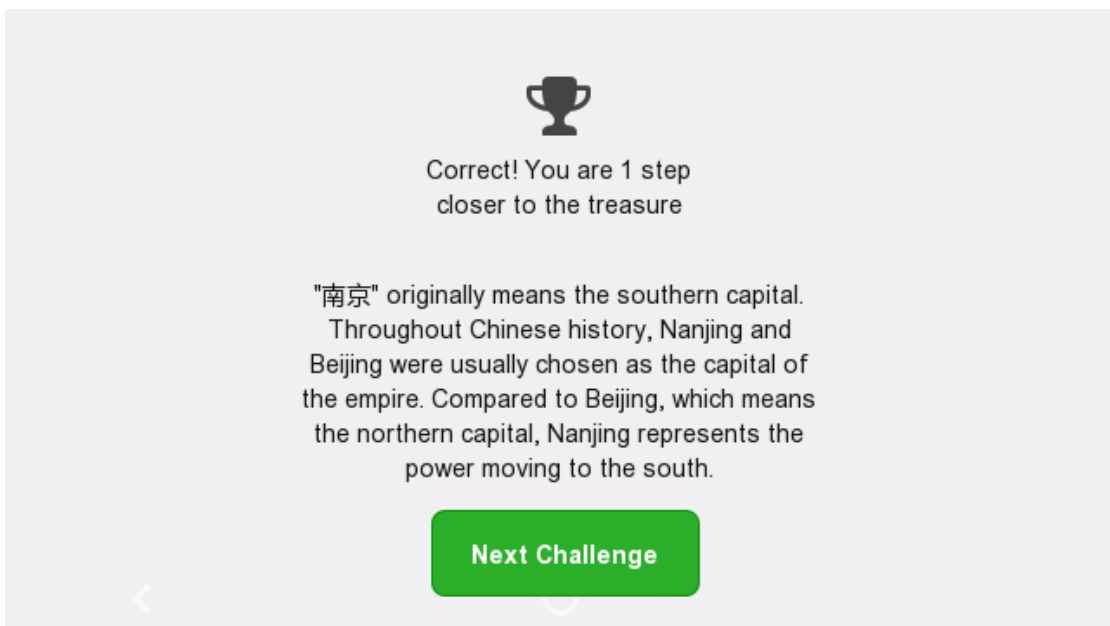 Correct! You are 1 step
closer to the treasure
"南京" originally means the southern capital.
Throughout Chinese history, Nanjing and
Beijing were usually chosen as the capital of
the empire. Compared to Beijing, which means
the northern capital, Nanjing represents the
power moving to the south.
Next Challenge